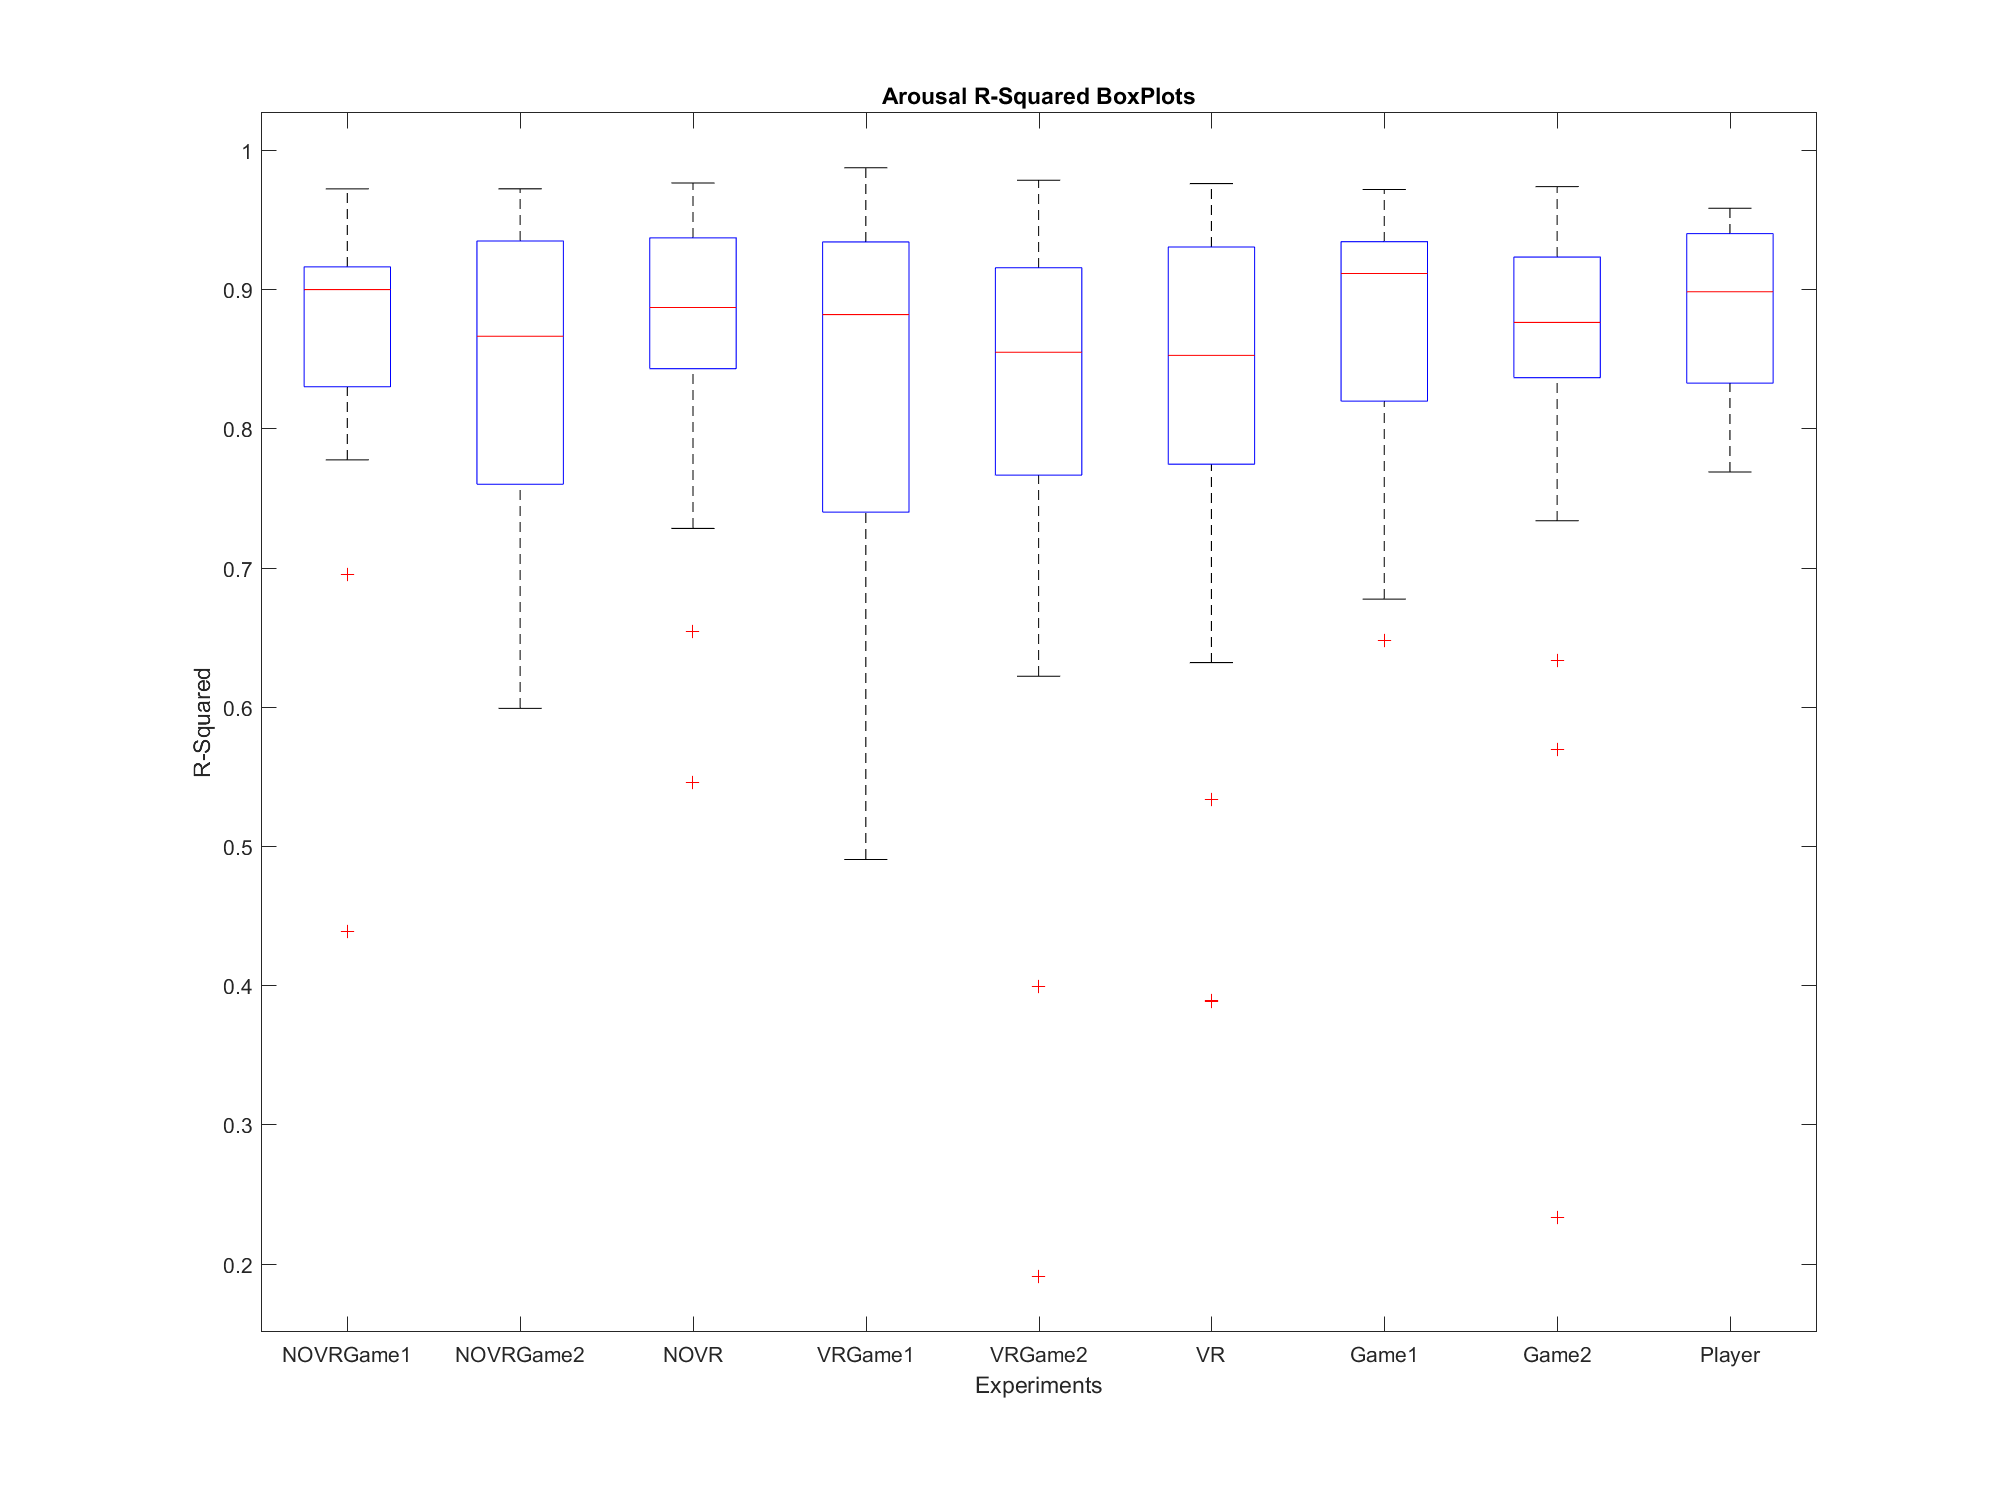 Arousal R-Squared BoxPlots
1
0.9
0.8
0.7
0.6
0.5
0.4
0.3
0.2
R-Squared
NOVRGame1 NOVRGame2 NOVR VRGame1 VRGame2 VR Game1 Game2 Player
Experiments